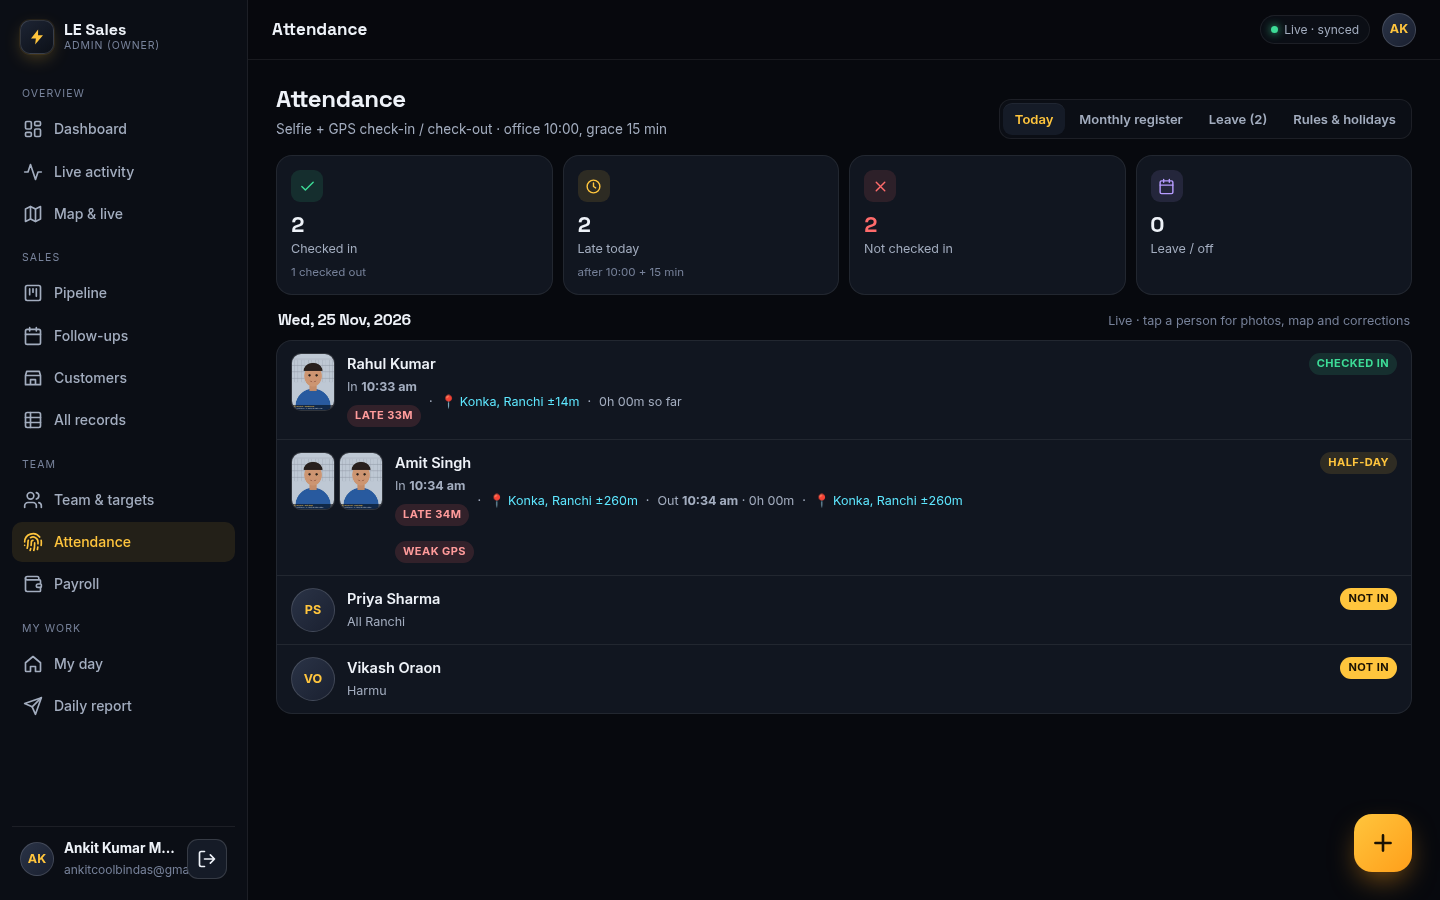 LE Sales
ADMIN (OWNER)
OVERVIEW
Dashboard
Live activity
Map & live
SALES
Pipeline
Follow-ups
Customers
All records
TEAM
Team & targets
Attendance
Payroll
MY WORK
My day
Daily report
AK
Ankit Kumar M...
ankitcoolbindas@gma
Attendance
Live · synced
AK
Attendance
Selfie + GPS check-in / check-out · office 10:00, grace 15 min
Today
Monthly register
Leave (2)
Rules & holidays
2
Checked in
1 checked out
2
Late today
after 10:00 + 15 min
2
Not checked in
0
Leave / off
Wed, 25 Nov, 2026
Live · tap a person for photos, map and corrections
Rahul Kumar
CHECKED IN
In 10:33 am
LATE 33M
· 📍 Konka, Ranchi ±14m · 0h 00m so far
Amit Singh
HALF-DAY
In 10:34 am
LATE 34M
WEAK GPS
· 📍 Konka, Ranchi ±260m · Out 10:34 am · 0h 00m · 📍 Konka, Ranchi ±260m
PS
Priya Sharma
All Ranchi
NOT IN
VO
Vikash Oraon
Harmu
NOT IN